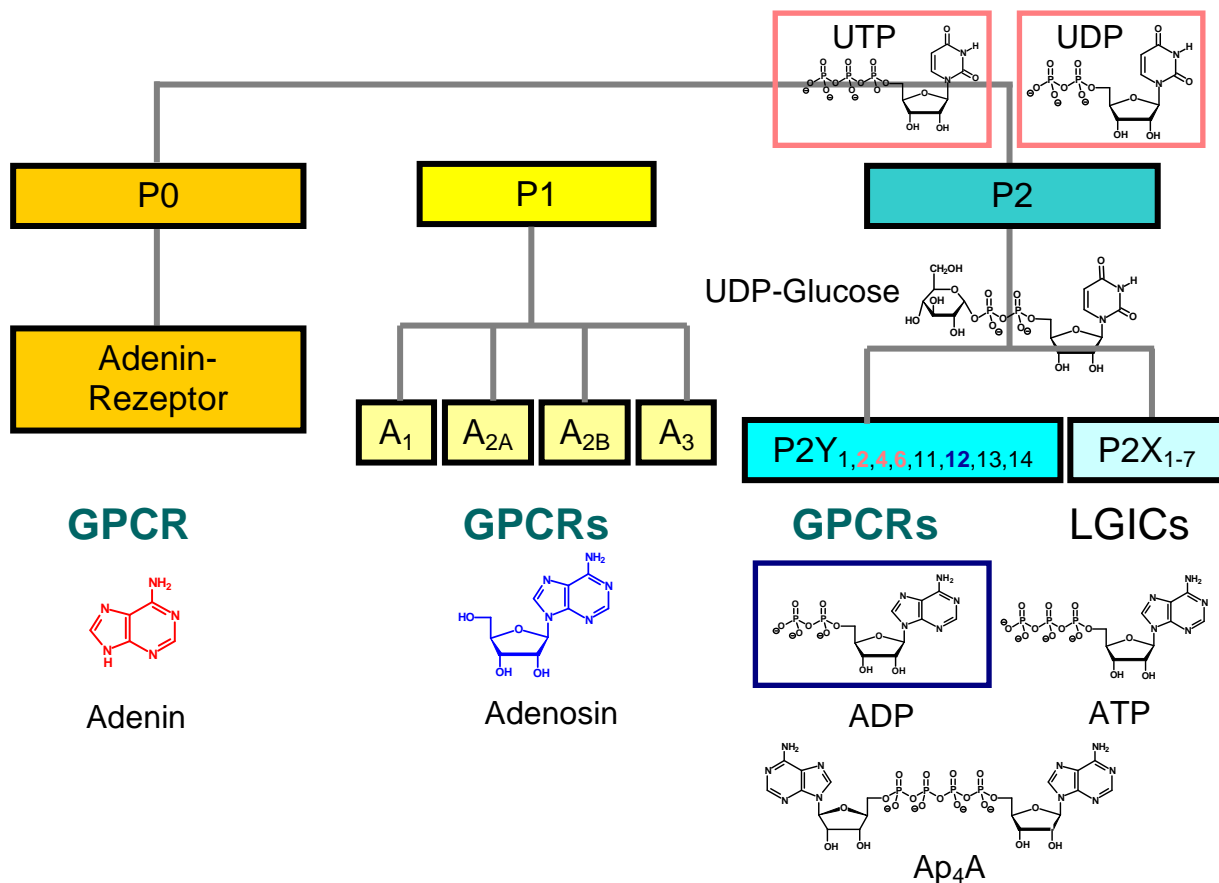 UTP
UDP
P0
P1
P2
UDP-Glucose
Adenin-
Rezeptor
A1
A2A
A2B
A3
P2Y1,2,4,6,11,12,13,14
P2X1-7
GPCR
GPCRs
GPCRs
LGICs
Adenin
Adenosin
ADP
ATP
Ap4A